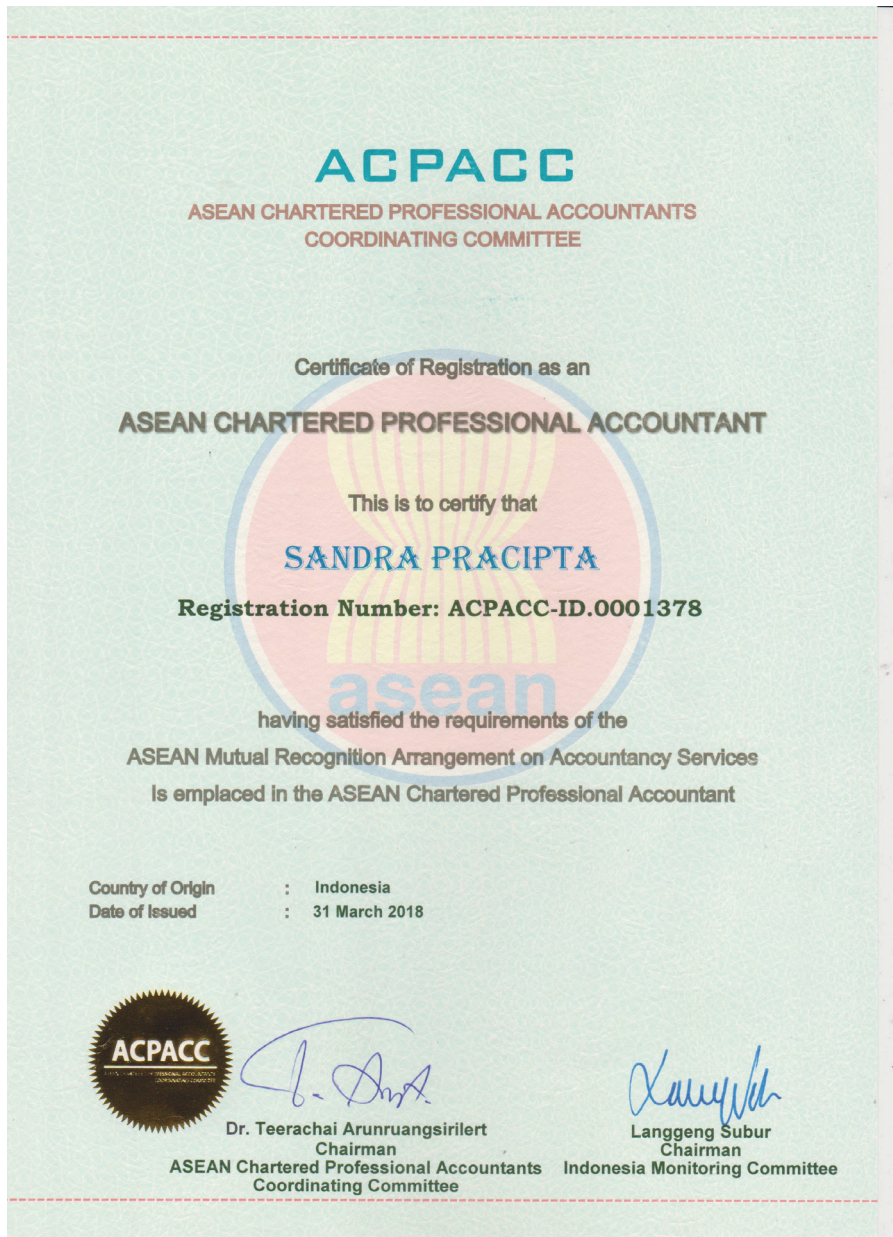 ACPACC
ASEAN CHARTERED PROFESSIONAL ACCOUNTANTS
COORDINATING COMMITTEE
Certificate of Registration as an
ASEAN CHARTERED PROFESSIONAL ACCOUNTANT
This is to certify that
SANDRA PRACIPTA
Registration Number: ACPACC-ID.0001378
asean
having satisfied the requirements of the
ASEAN Mutual Recognition Arrangement on Accountancy Services
Is emplaced in the ASEAN Chartered Professional Accountant
Country of Origin : Indonesia
Date of Issued : 31 March 2018
ACPACC
COORDINATING COMMITTEE
Dr. Teerachai Arunruangsirilert
Chairman
ASEAN Chartered Professional Accountants
Coordinating Committee
Langgeng Subur
Chairman
Indonesia Monitoring Committee